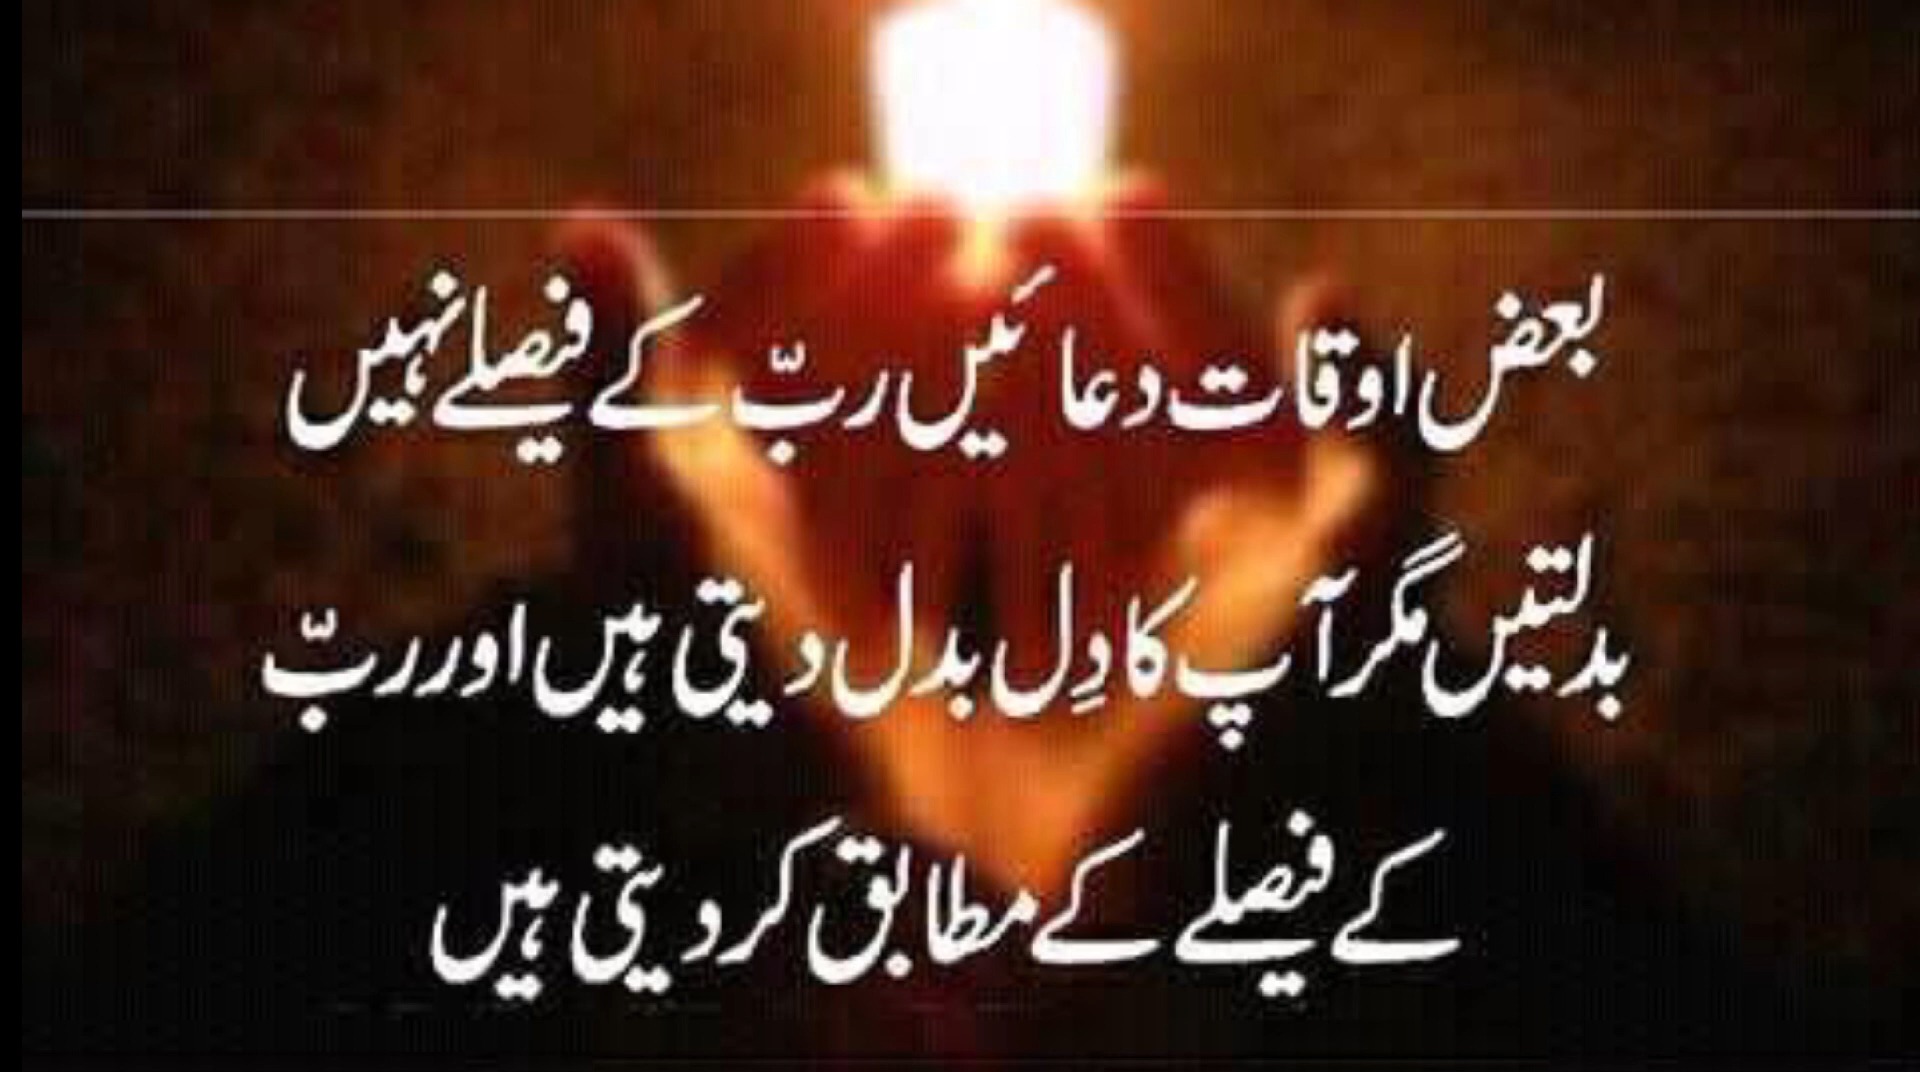 بعض اوقات دعائیں ربّ کے فیصلے نہیں
بدلتیں مگر آپ کا دِل بدل دیتی ہیں اور ربّ
کے فیصلے کے مطابق کر دیتی ہیں